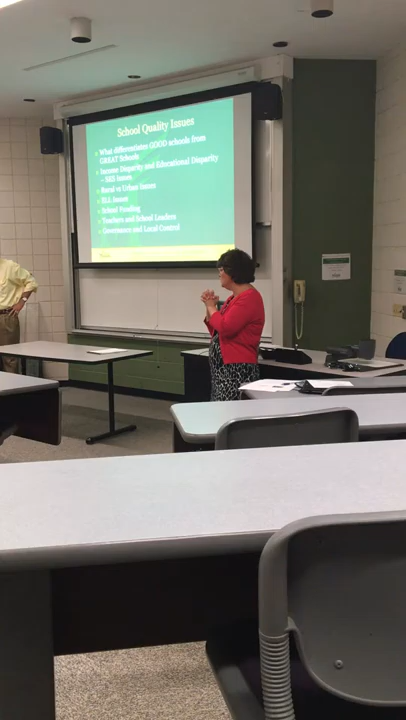 School Quality Issues
What differentiates GOOD schools from
GREAT Schools
Income Disparity and Educational Disparity
– SES Issues
Rural vs Urban issues
ELL Issues
School Funding
Teachers and School Leaders
Governance and Local Control